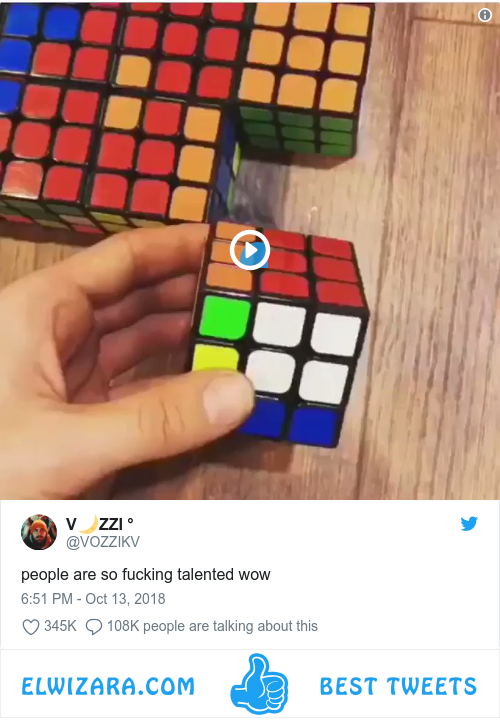 V🌙ZZI °
@VOZZIKV
people are so fucking talented wow
6:51 PM - Oct 13, 2018
345K 108K people are talking about this
ELWIZARA.COM BEST TWEETS